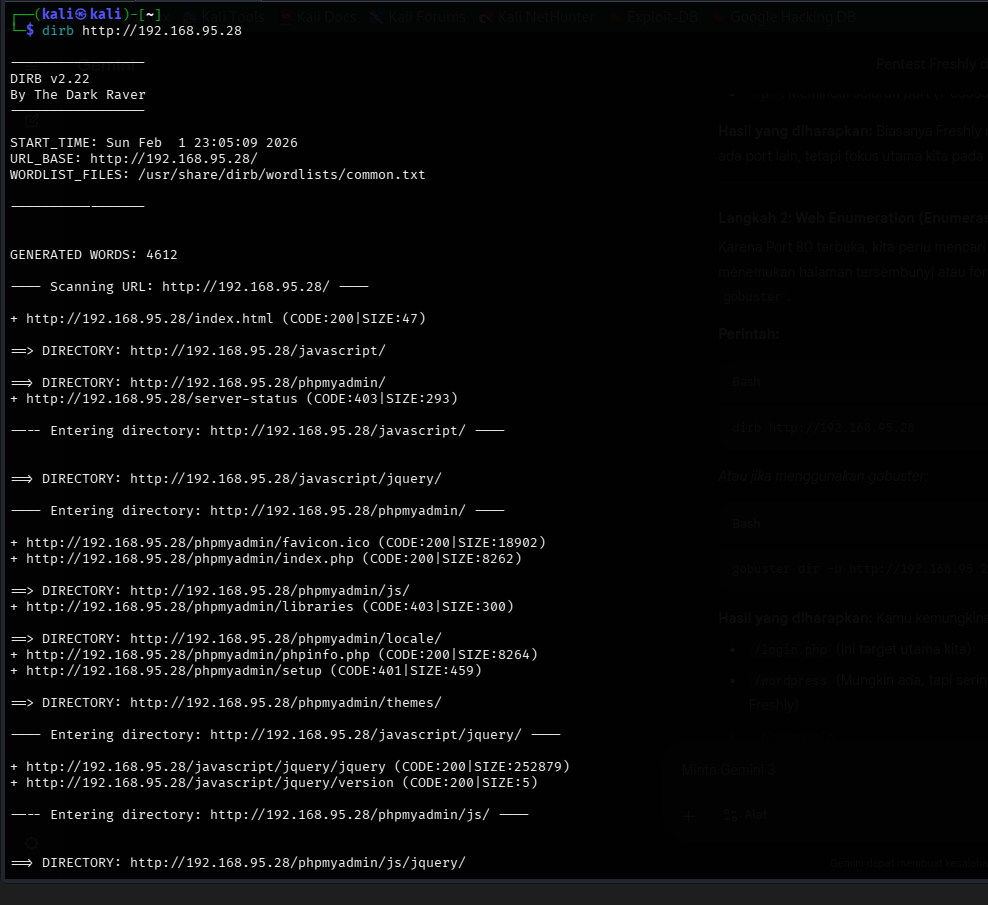 ┌──(kali㉿kali)-[~]
└─$ dirb http://192.168.95.28
Kali Tools Kali Docs Kali Forums Kali NetHunter Exploit-DB Google Hacking DB
Gemini
Pentest Freshly
-----------------
DIRB v2.22
By The Dark Raver
-----------------
START_TIME: Sun Feb  1 23:05:09 2026
URL_BASE: http://192.168.95.28/
WORDLIST_FILES: /usr/share/dirb/wordlists/common.txt
-----------------
GENERATED WORDS: 4612
---- Scanning URL: http://192.168.95.28/ ----
+ http://192.168.95.28/index.html (CODE:200|SIZE:47)
==> DIRECTORY: http://192.168.95.28/javascript/
==> DIRECTORY: http://192.168.95.28/phpmyadmin/
+ http://192.168.95.28/server-status (CODE:403|SIZE:293)
---- Entering directory: http://192.168.95.28/javascript/ ----
==> DIRECTORY: http://192.168.95.28/javascript/jquery/
---- Entering directory: http://192.168.95.28/phpmyadmin/ ----
+ http://192.168.95.28/phpmyadmin/favicon.ico (CODE:200|SIZE:18902)
+ http://192.168.95.28/phpmyadmin/index.php (CODE:200|SIZE:8262)
==> DIRECTORY: http://192.168.95.28/phpmyadmin/js/
+ http://192.168.95.28/phpmyadmin/libraries (CODE:403|SIZE:300)
==> DIRECTORY: http://192.168.95.28/phpmyadmin/locale/
+ http://192.168.95.28/phpmyadmin/phpinfo.php (CODE:200|SIZE:8264)
+ http://192.168.95.28/phpmyadmin/setup (CODE:401|SIZE:459)
==> DIRECTORY: http://192.168.95.28/phpmyadmin/themes/
---- Entering directory: http://192.168.95.28/javascript/jquery/ ----
+ http://192.168.95.28/javascript/jquery/jquery (CODE:200|SIZE:252879)
+ http://192.168.95.28/javascript/jquery/version (CODE:200|SIZE:5)
---- Entering directory: http://192.168.95.28/phpmyadmin/js/ ----
==> DIRECTORY: http://192.168.95.28/phpmyadmin/js/jquery/
Hasil yang diharapkan: Biasanya Freshly
ada port lain, tetapi fokus utama kita pada
Langkah 2: Web Enumeration
Karena Port 80 terbuka, kita perlu mencari
menemukan halaman tersembunyi atau
gobuster.
Perintah:
Bash
dirb http://192.168.95.28
Atau jika menggunakan gobuster:
Bash
gobuster dir -u http://192.168.95.
Hasil yang diharapkan: Kamu
/login.php (Ini target utama kita)
/wordpress (Mungkin ada, tapi
Freshly)
Minta Gemini 3
Alat
Gemini dapat membuat